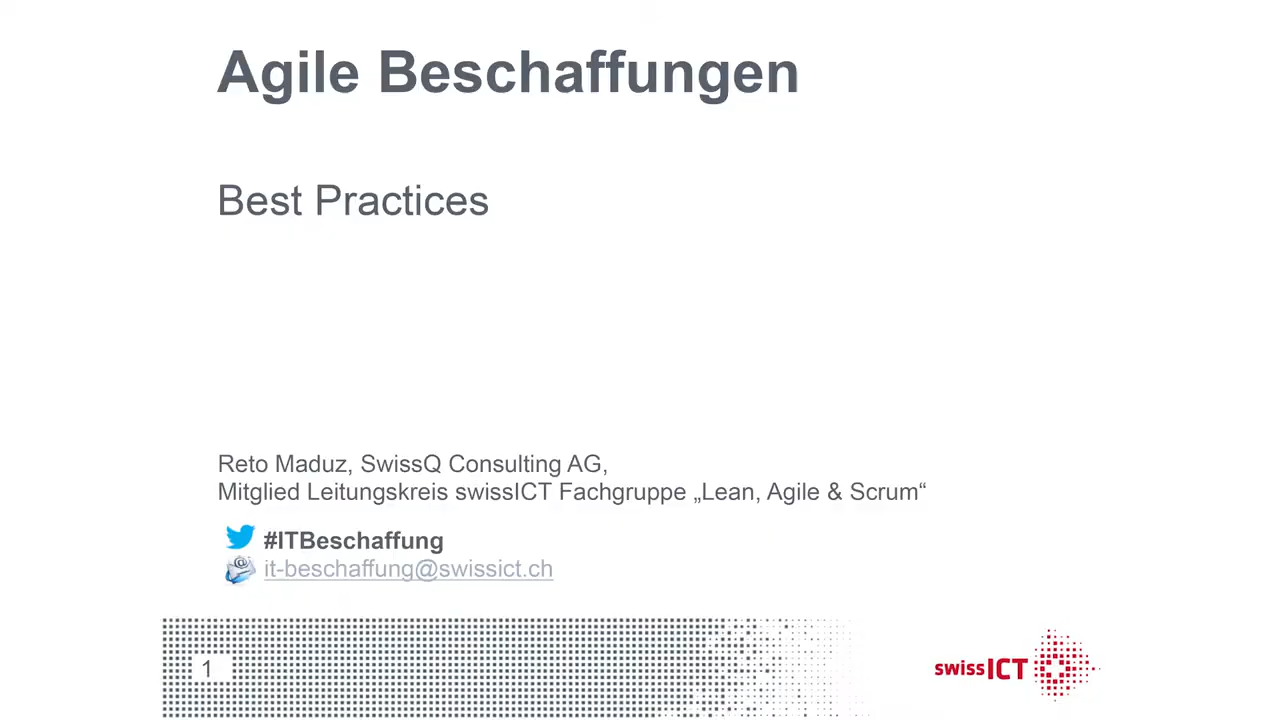 Agile Beschaffungen
Best Practices
Reto Maduz, SwissQ Consulting AG,
Mitglied Leitungskreis swissICT Fachgruppe „Lean, Agile & Scrum“
#ITBeschaffung
it-beschaffung@swissict.ch
1
swissICT